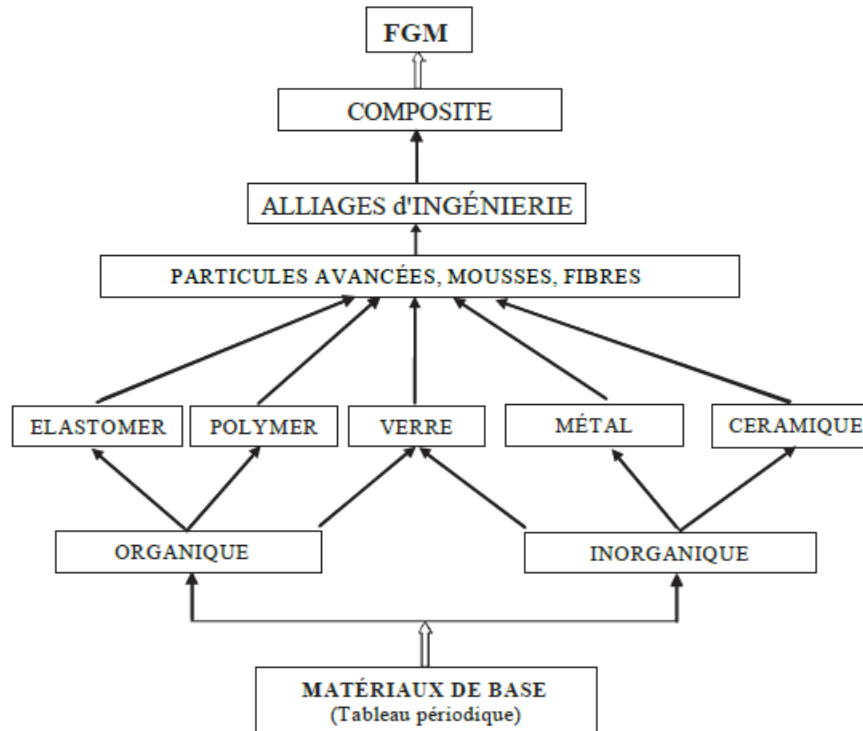 FGM
COMPOSITE
ALLIAGES d'INGÉNIERIE
PARTICULES AVANCÉES, MOUSSES, FIBRES
ELASTOMER
POLYMER
VERRE
MÉTAL
CERAMIQUE
ORGANIQUE
INORGANIQUE
MATÉRIAUX DE BASE
(Tableau périodique)